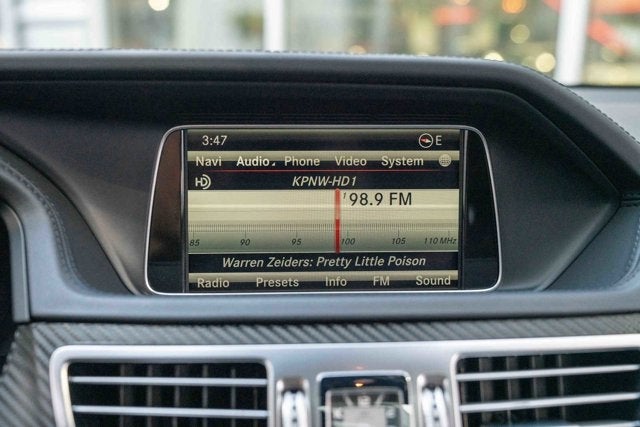 3:47 E
Navi Audio Phone Video System
HD KPNW-HD1
98.9 FM
85 90 95 100 105 110 MHz
Warren Zeiders: Pretty Little Poison
Radio Presets Info FM Sound